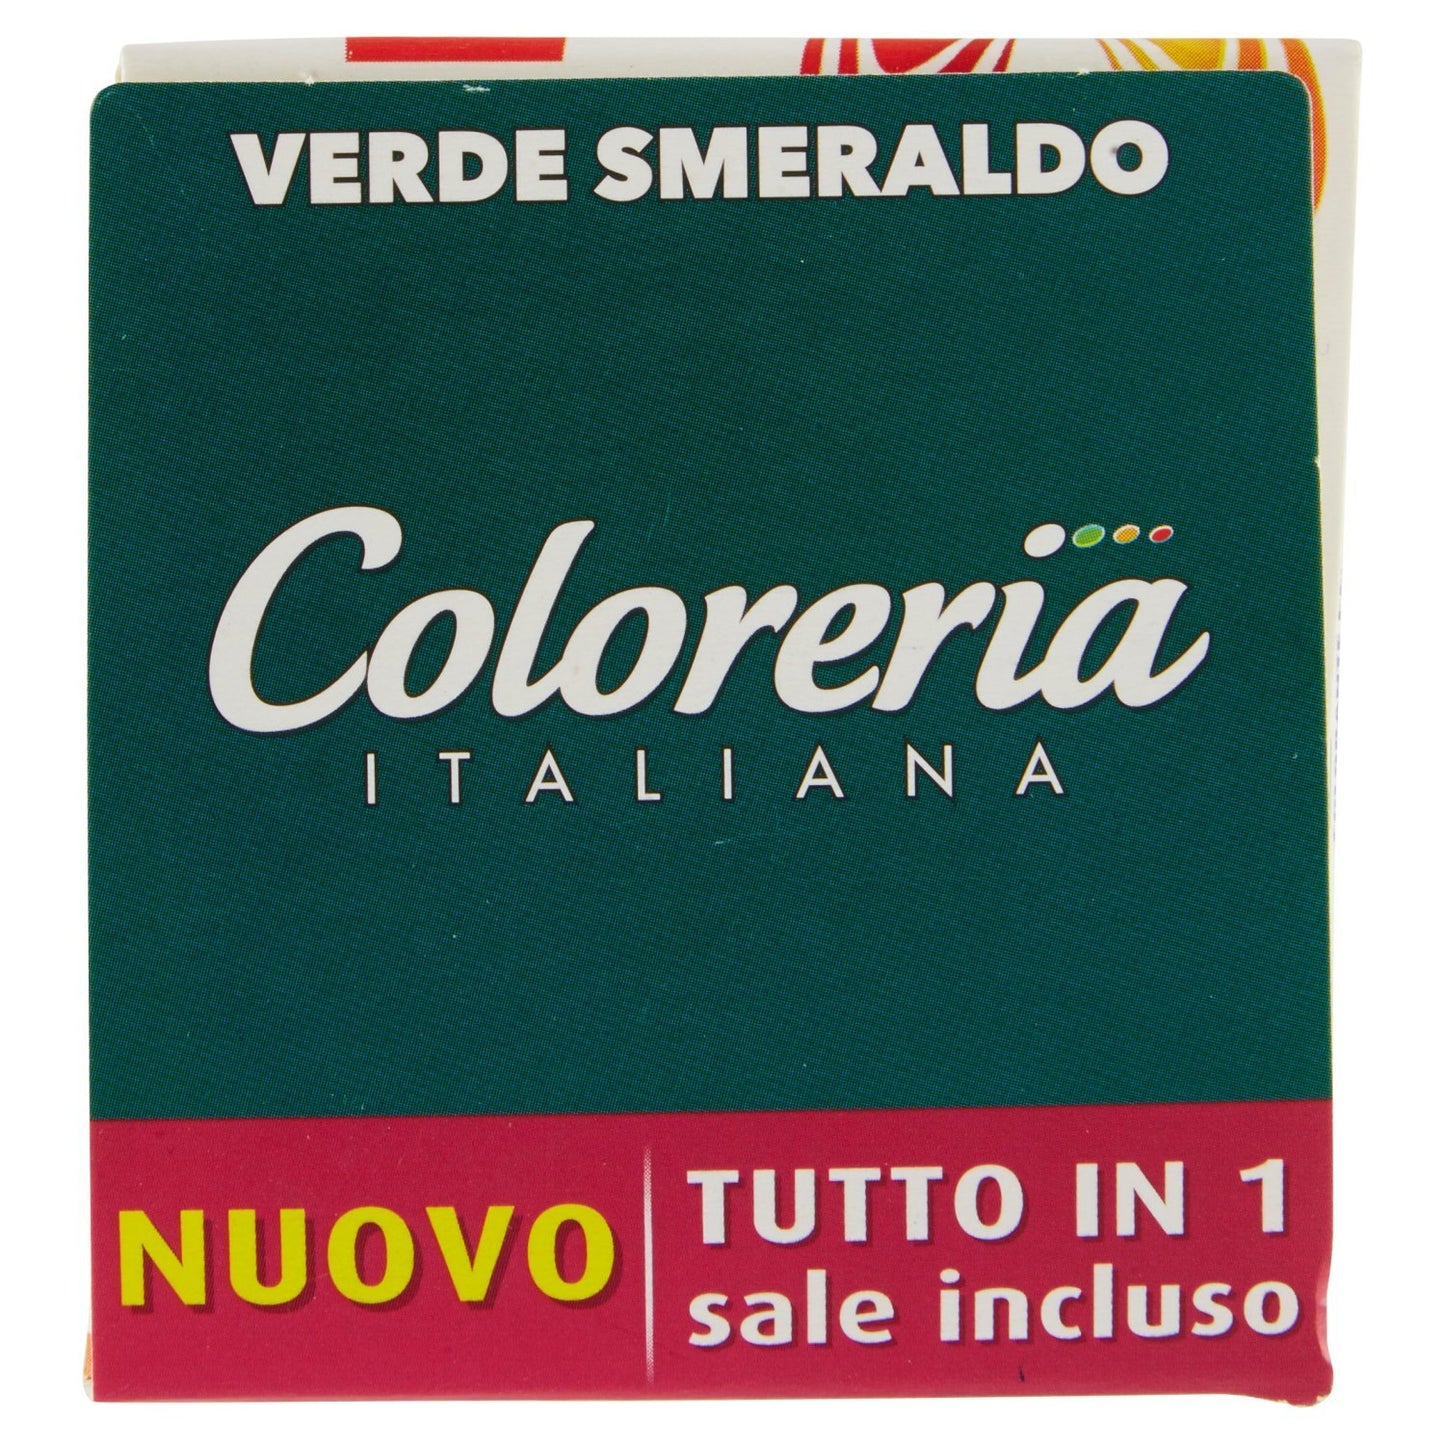 VERDE SMERALDO
Coloreria
ITALIANA
NUOVO
TUTTO IN 1
sale incluso